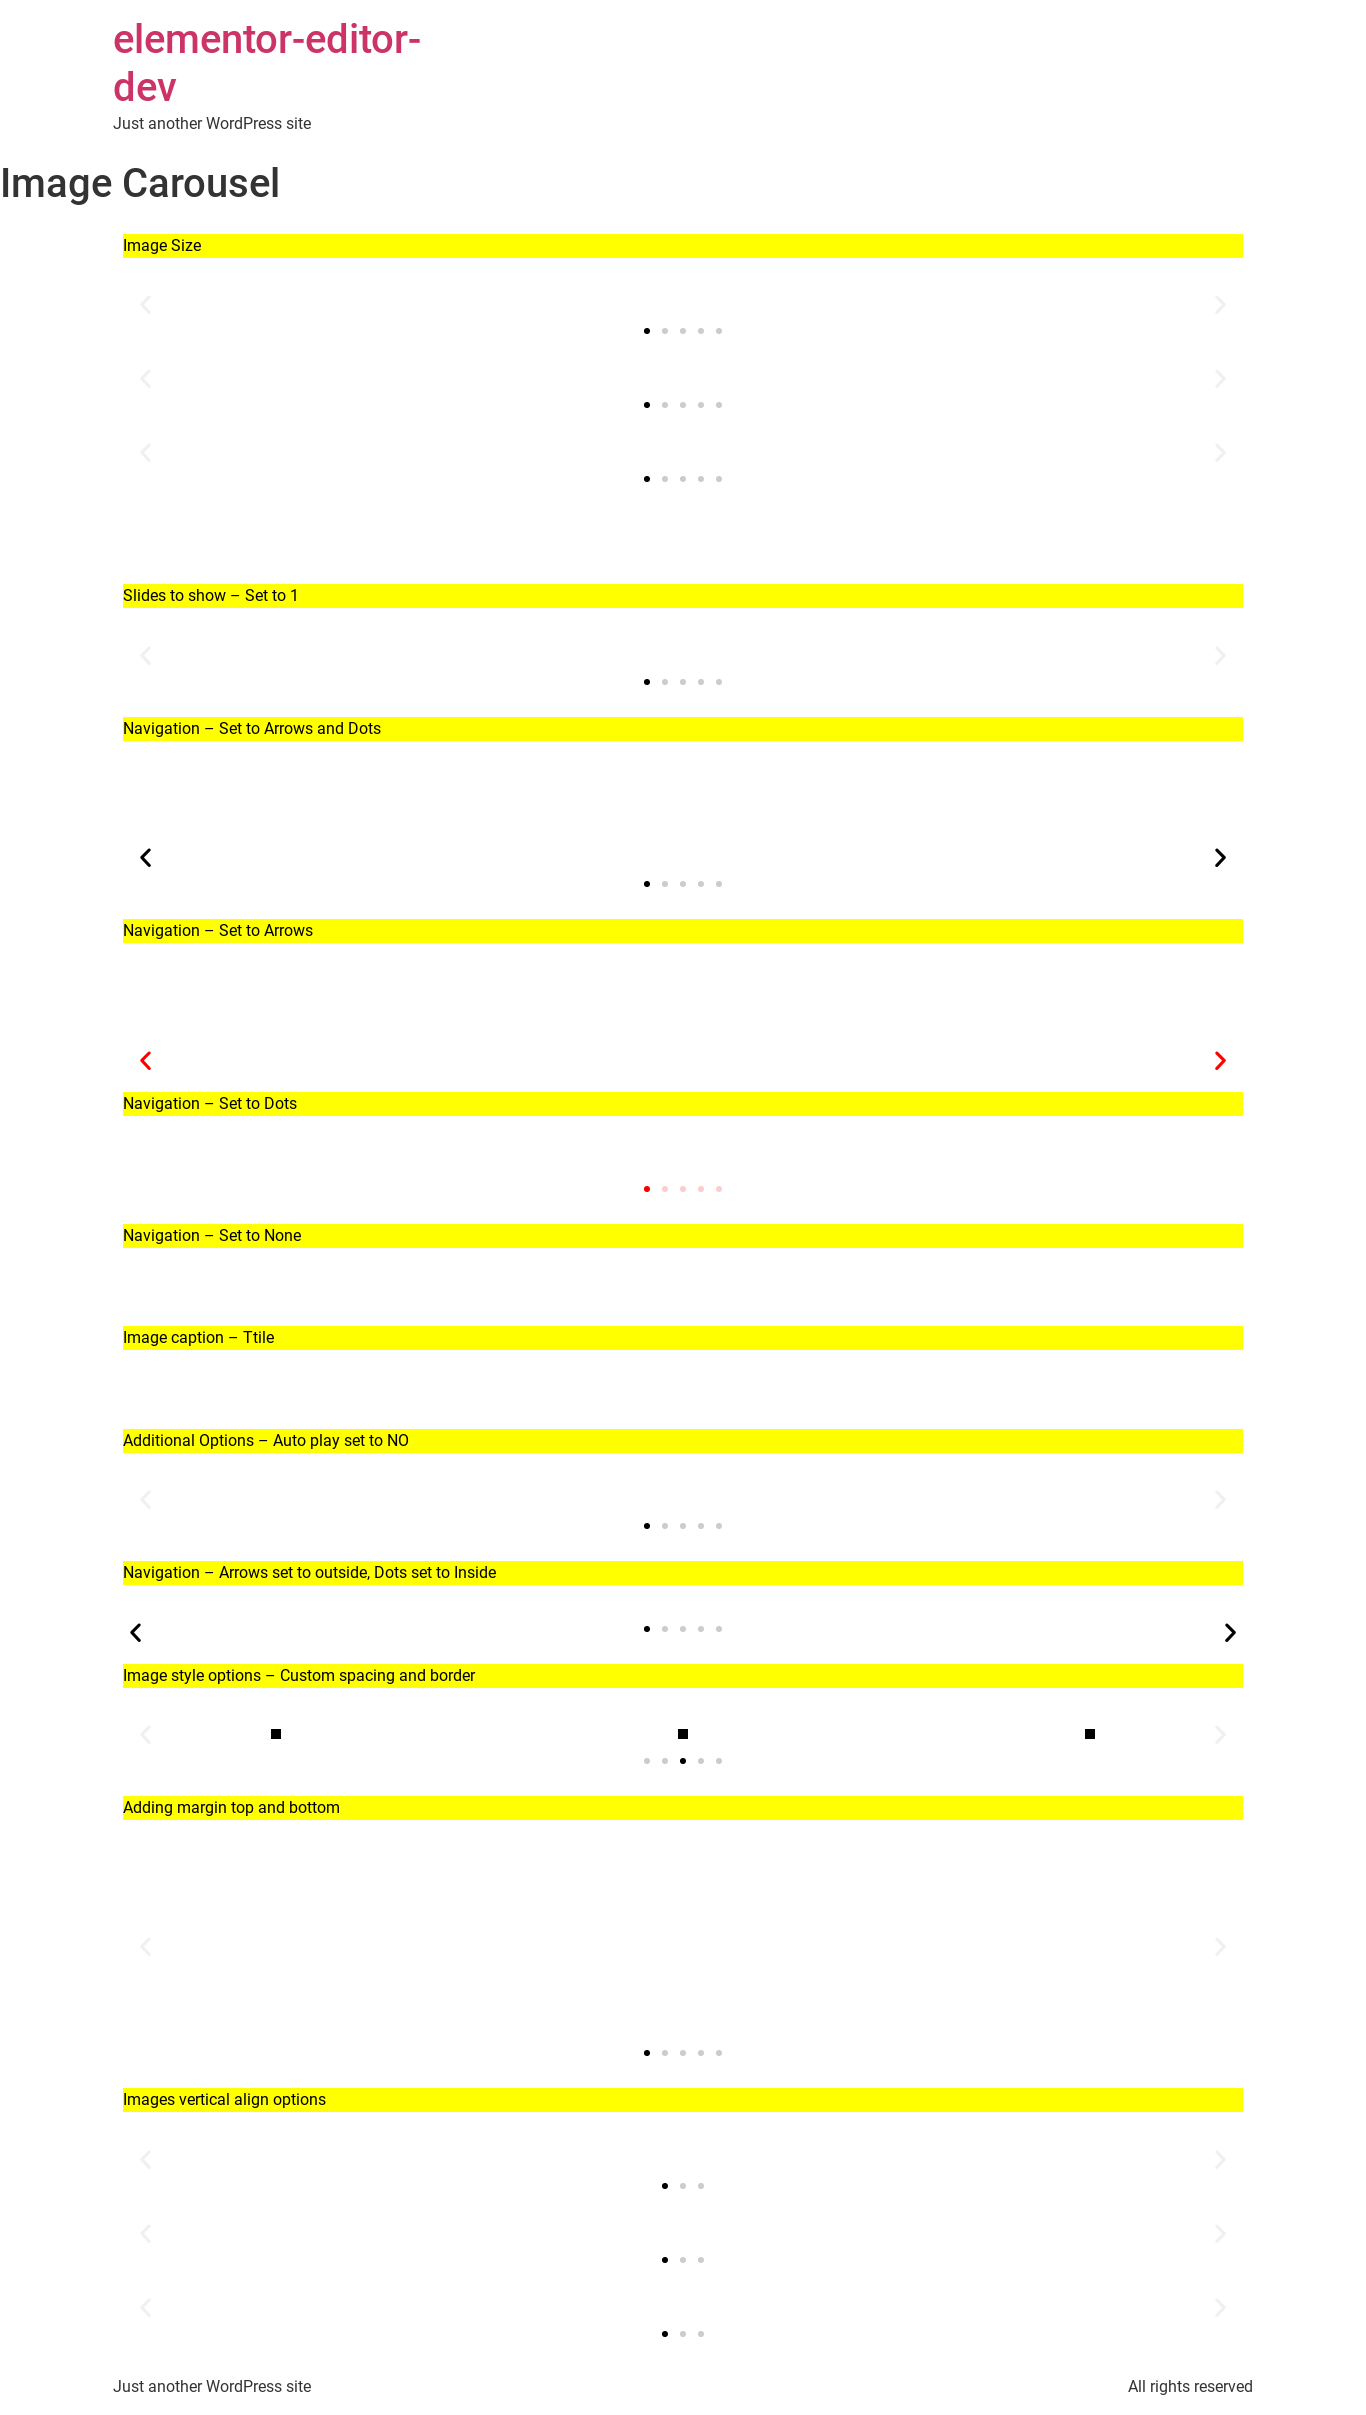 elementor-editor-
dev
Just another WordPress site
Image Carousel
Image Size
Slides to show – Set to 1
Navigation – Set to Arrows and Dots
Navigation – Set to Arrows
Navigation – Set to Dots
Navigation – Set to None
Image caption – Ttile
Additional Options – Auto play set to NO
Navigation – Arrows set to outside, Dots set to Inside
Image style options – Custom spacing and border
Adding margin top and bottom
Images vertical align options
Just another WordPress site
All rights reserved